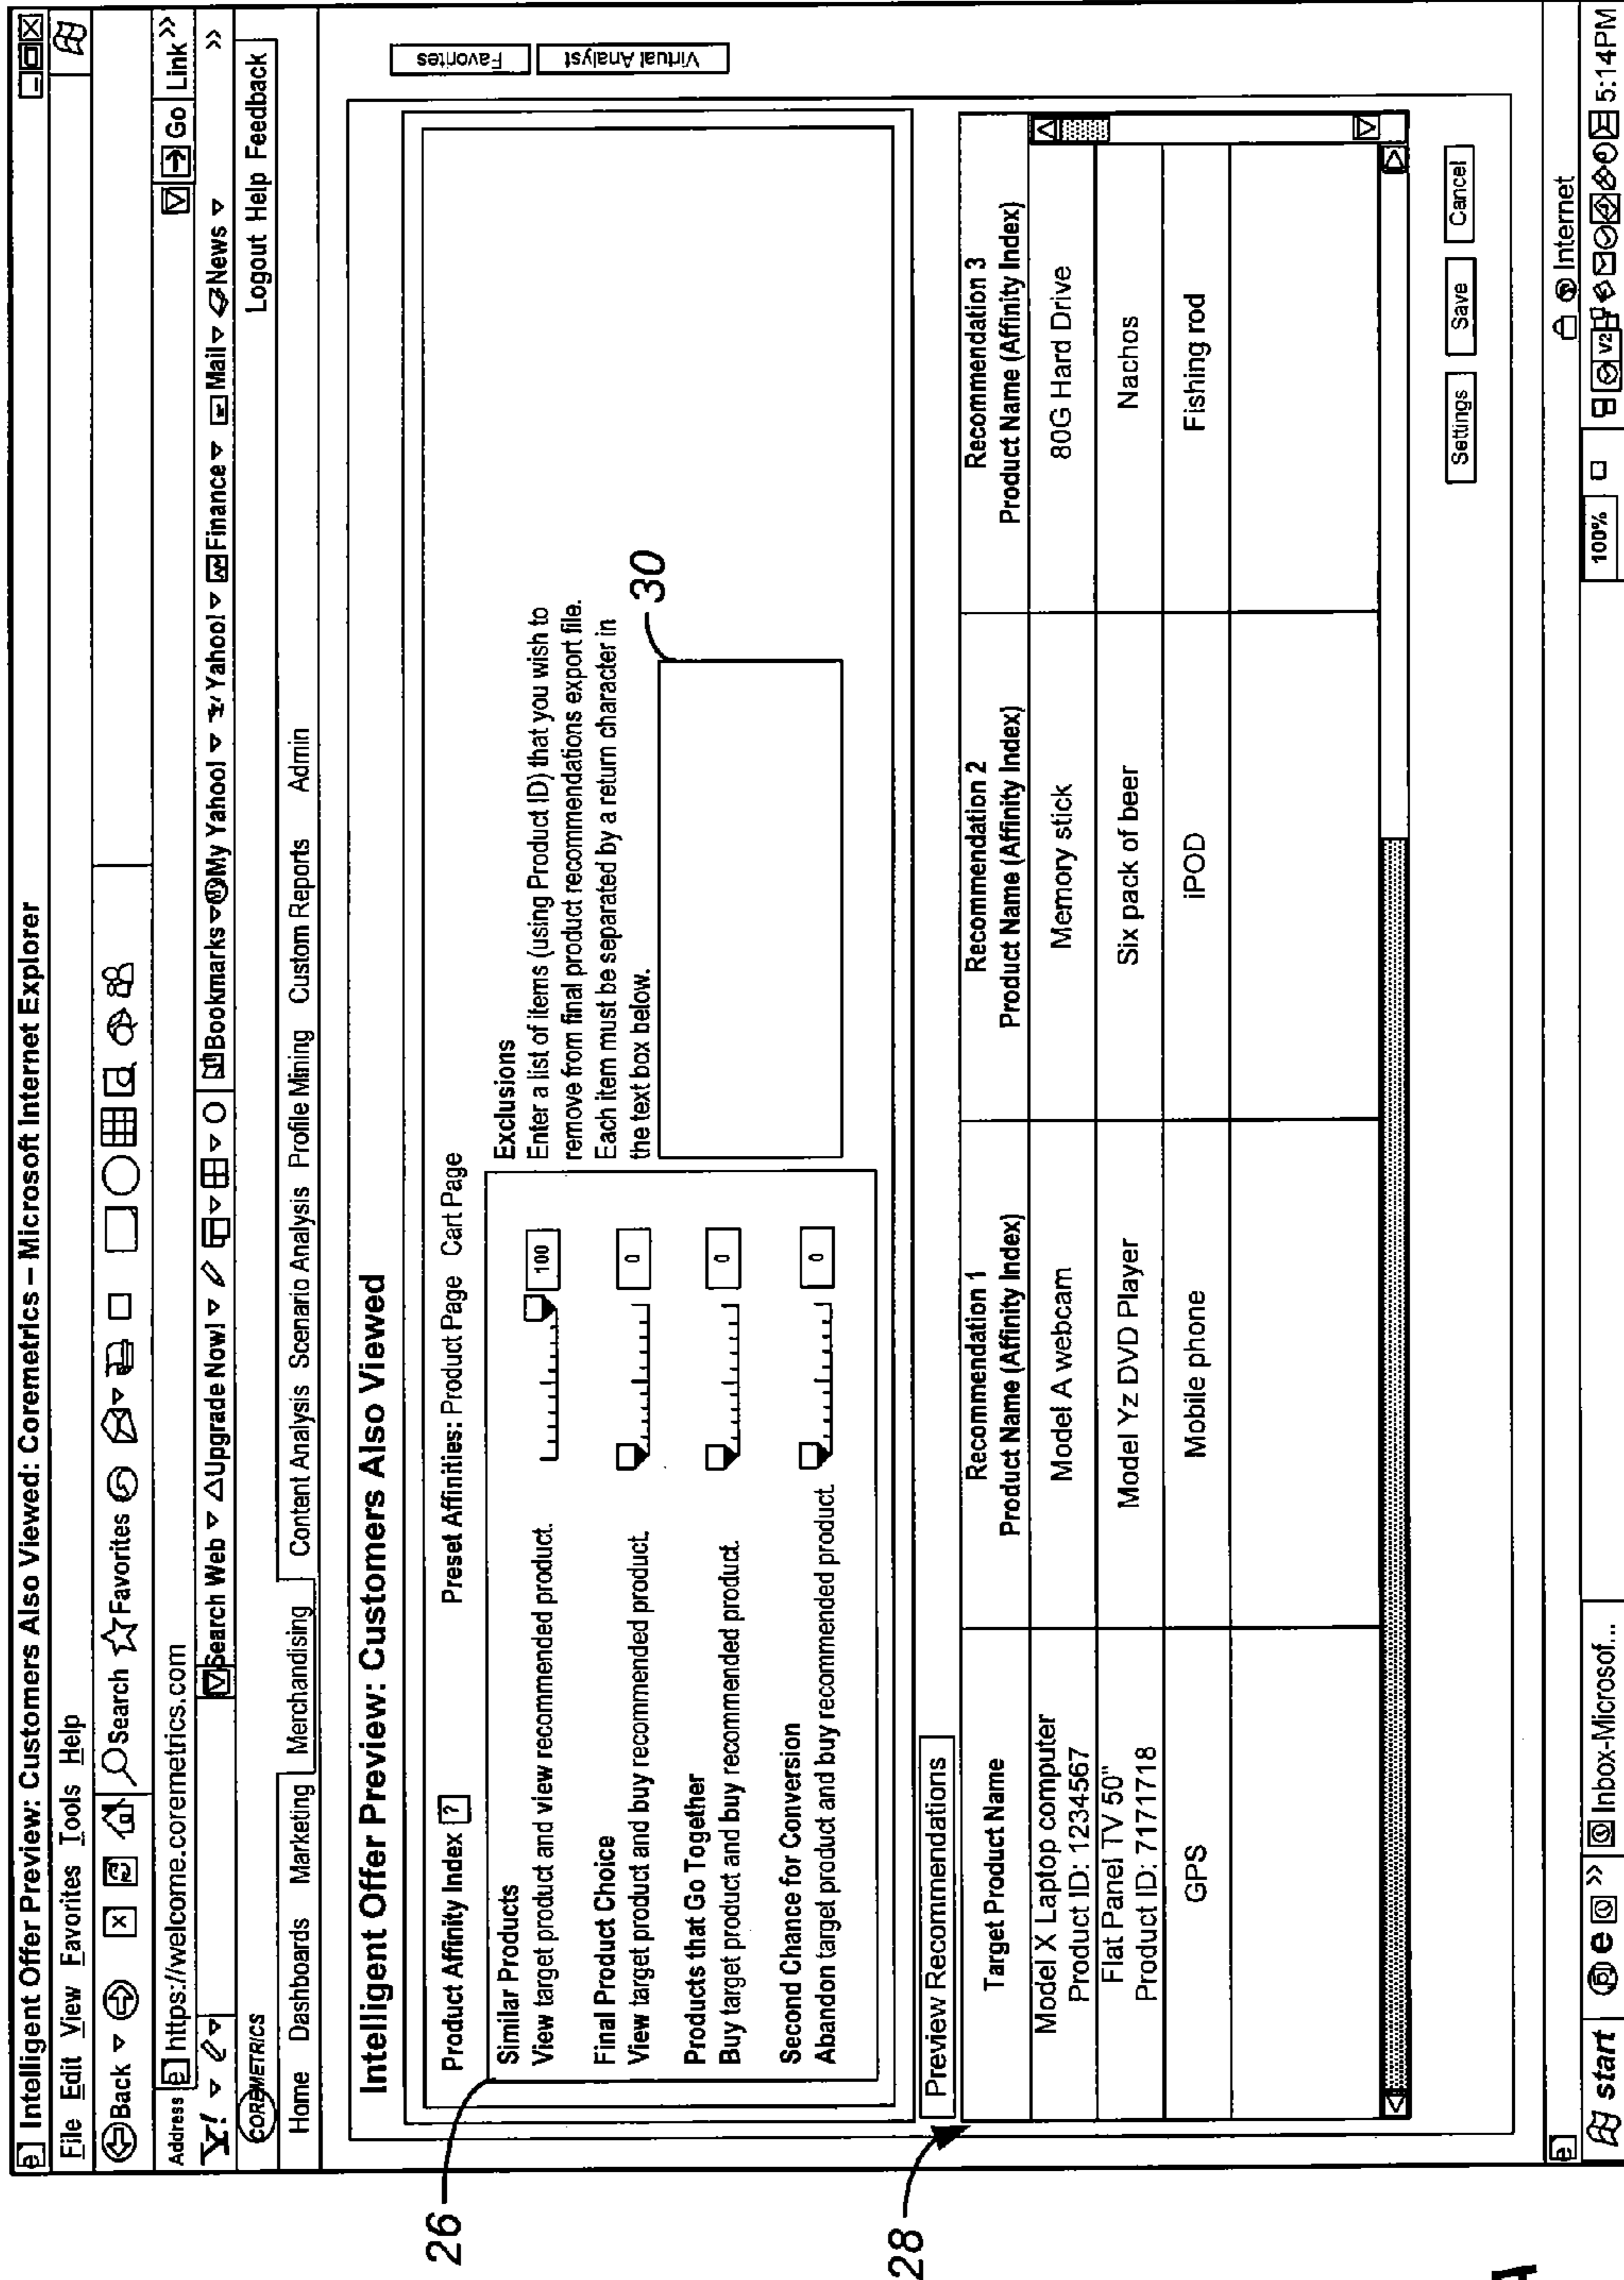 Intelligent Offer Preview: Customers Also Viewed: Coremetrics – Microsoft Internet Explorer
File Edit View Favorites Tools Help
Back Search Favorites
Address https://welcome.coremetrics.com Go Link >>
Y! Search Web Upgrade Now! Bookmarks My Yahoo! Yahoo! Finance Mail News >>
COREMETRICS
Logout Help Feedback
Home Dashboards Marketing Merchandising Content Analysis Scenario Analysis Profile Mining Custom Reports Admin
Favorites
Virtual Analyst
Intelligent Offer Preview: Customers Also Viewed
Product Affinity Index ?
Preset Affinities: Product Page Cart Page
26
Similar Products
View target product and view recommended product.
100
Final Product Choice
View target product and buy recommended product.
0
Products that Go Together
Buy target product and buy recommended product.
0
Second Chance for Conversion
Abandon target product and buy recommended product.
0
Exclusions
Enter a list of items (using Product ID) that you wish to
remove from final product recommendations export file.
Each item must be separated by a return character in
the text box below.
30
28
Preview Recommendations
Target Product Name
Recommendation 1
Product Name (Affinity Index)
Recommendation 2
Product Name (Affinity Index)
Recommendation 3
Product Name (Affinity Index)
Model X Laptop computer
Product ID: 1234567
Model A webcam
Memory stick
80G Hard Drive
Flat Panel TV 50"
Product ID: 7171718
Model Yz DVD Player
Six pack of beer
Nachos
GPS
Mobile phone
iPOD
Fishing rod
Settings Save Cancel
Internet
start >> Inbox-Microsof... 100% V2 5:14PM